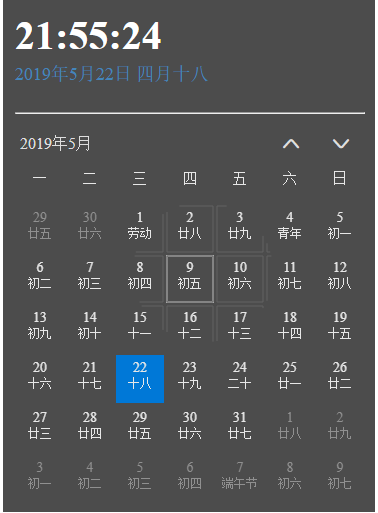 21:55:24
2019年5月22日 四月十八
2019年5月
一 二 三 四 五 六 日
29 30 1 2 3 4 5
廿五 廿六 劳动 廿八 廿九 青年 初一
6 7 8 9 10 11 12
初二 初三 初四 初五 初六 初七 初八
13 14 15 16 17 18 19
初九 初十 十一 十二 十三 十四 十五
20 21 22 23 24 25 26
十六 十七 十八 十九 二十 廿一 廿二
27 28 29 30 31 1 2
廿三 廿四 廿五 廿六 廿七 廿八 廿九
3 4 5 6 7 8 9
初一 初二 初三 初四 端午节 初六 初七